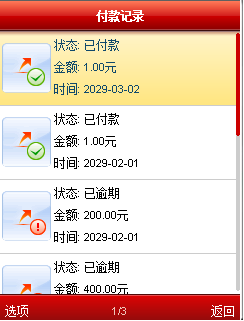 付款记录
状态: 已付款
金额: 1.00元
时间: 2029-03-02
状态: 已付款
金额: 1.00元
时间: 2029-02-01
状态: 已逾期
金额: 200.00元
时间: 2029-02-01
状态: 已逾期
金额: 400.00元
选项 1/3 返回